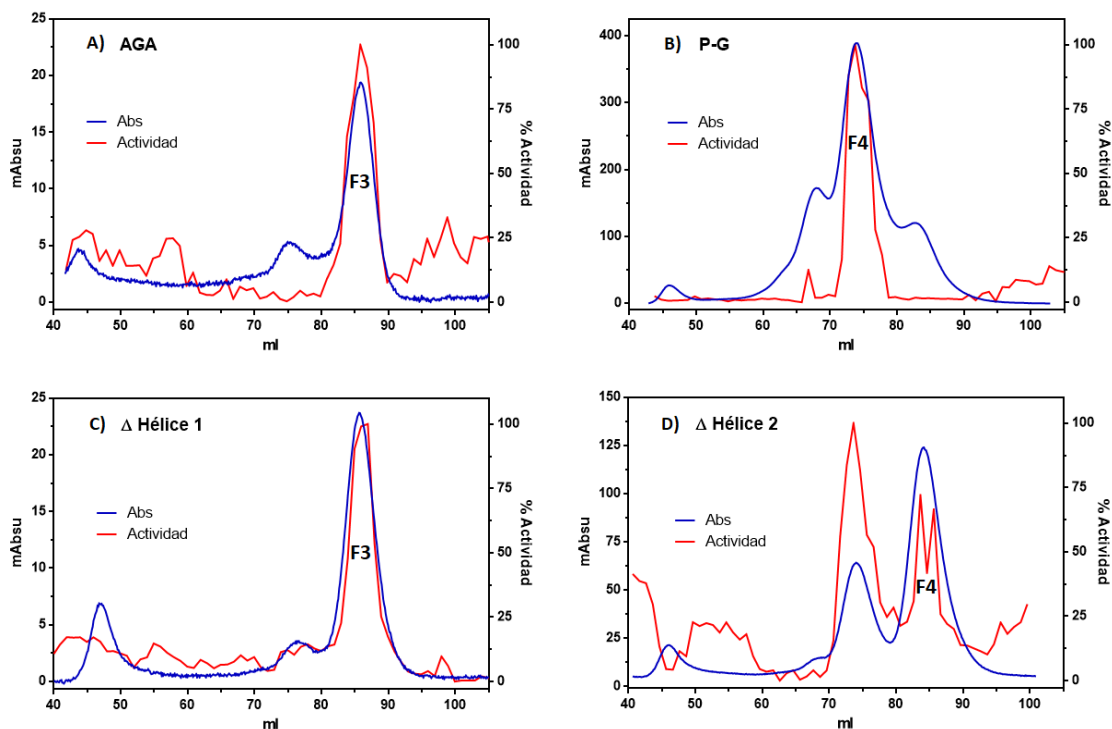 A) AGA
25
20
15
10
5
0
mAbsu
100
75
50
25
0
% Actividad
Abs
Actividad
F3
40 50 60 70 80 90 100
ml
B) P-G
400
300
200
100
0
mAbsu
100
75
50
25
0
% Actividad
Abs
Actividad
F4
40 50 60 70 80 90 100
ml
C) Δ Hélice 1
25
20
15
10
5
0
mAbsu
100
75
50
25
0
% Actividad
Abs
Actividad
F3
40 50 60 70 80 90 100
ml
D) Δ Hélice 2
150
125
100
75
50
25
0
mAbsu
100
75
50
25
0
% Actividad
Abs
Actividad
F4
40 50 60 70 80 90 100
ml